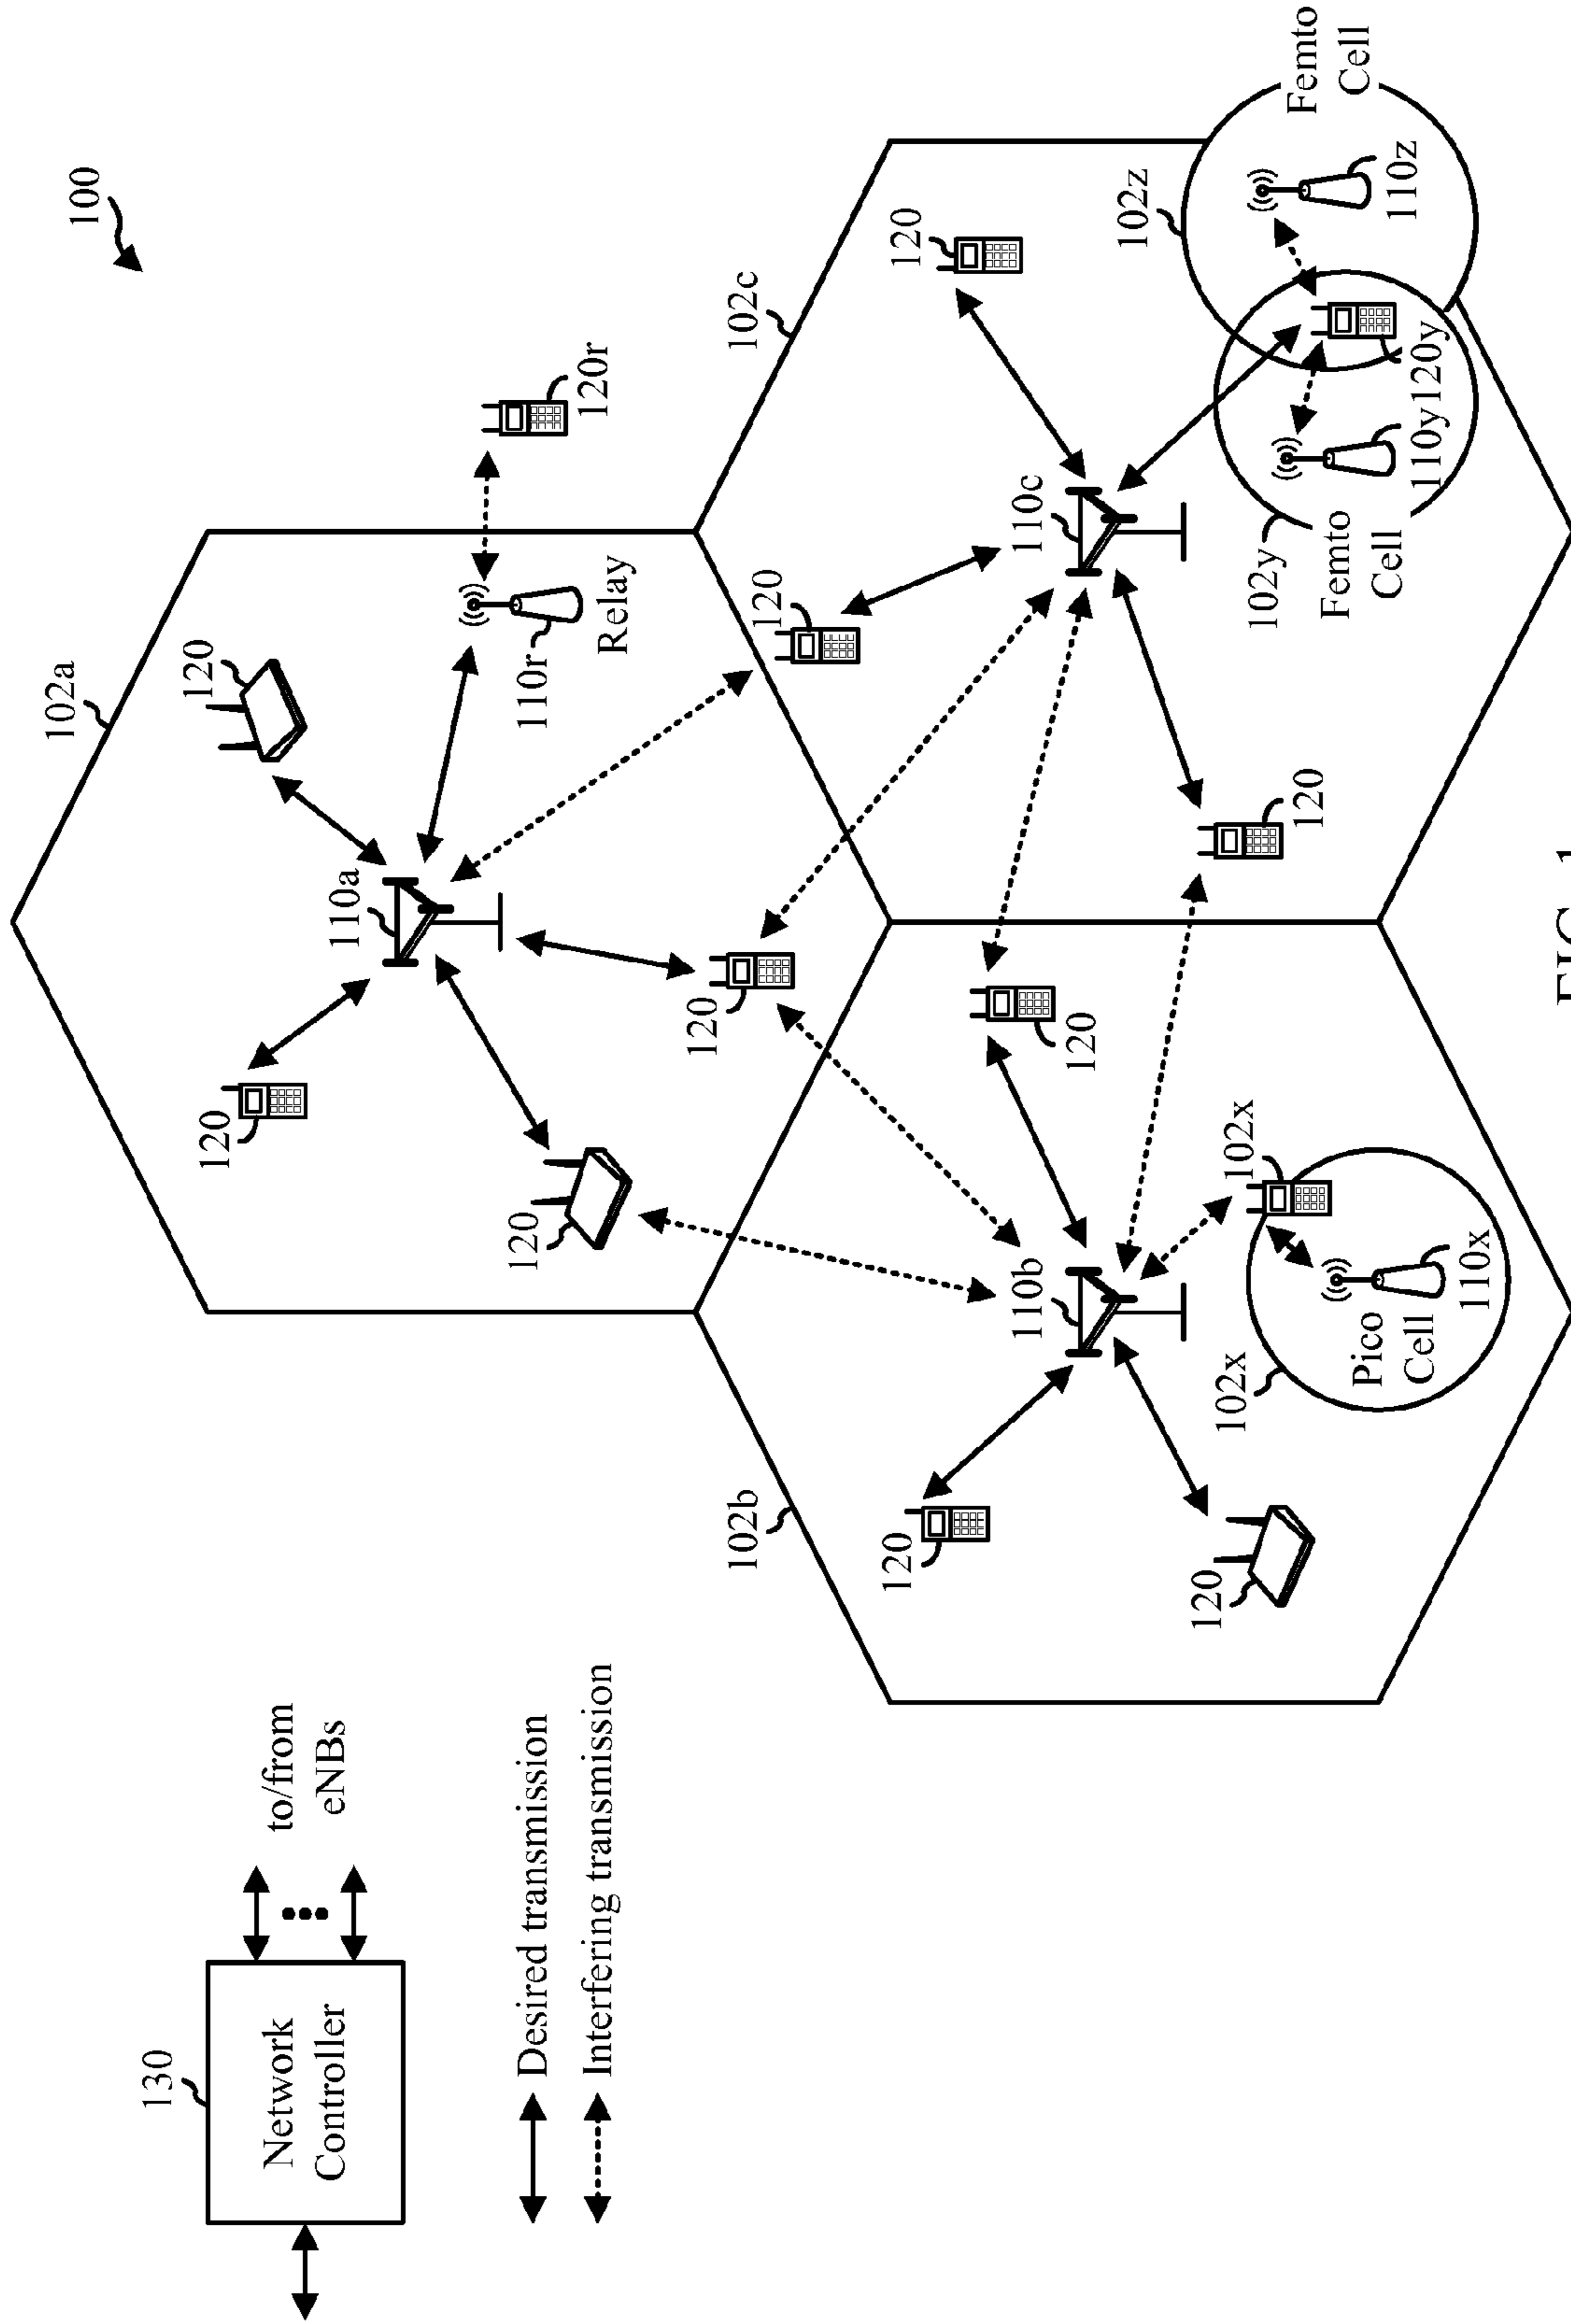 100
102a
130
Network
Controller
to/from
eNBs
120
120
110a
120
110r
Relay
120r
Desired transmission
Interfering transmission
120
120
102b
102c
120
120
110b
110c
120
120
120
102x
102x
Pico
Cell
110x
102y
Femto
Cell
110y
120y
102z
110z
Femto
Cell
FIG. 1